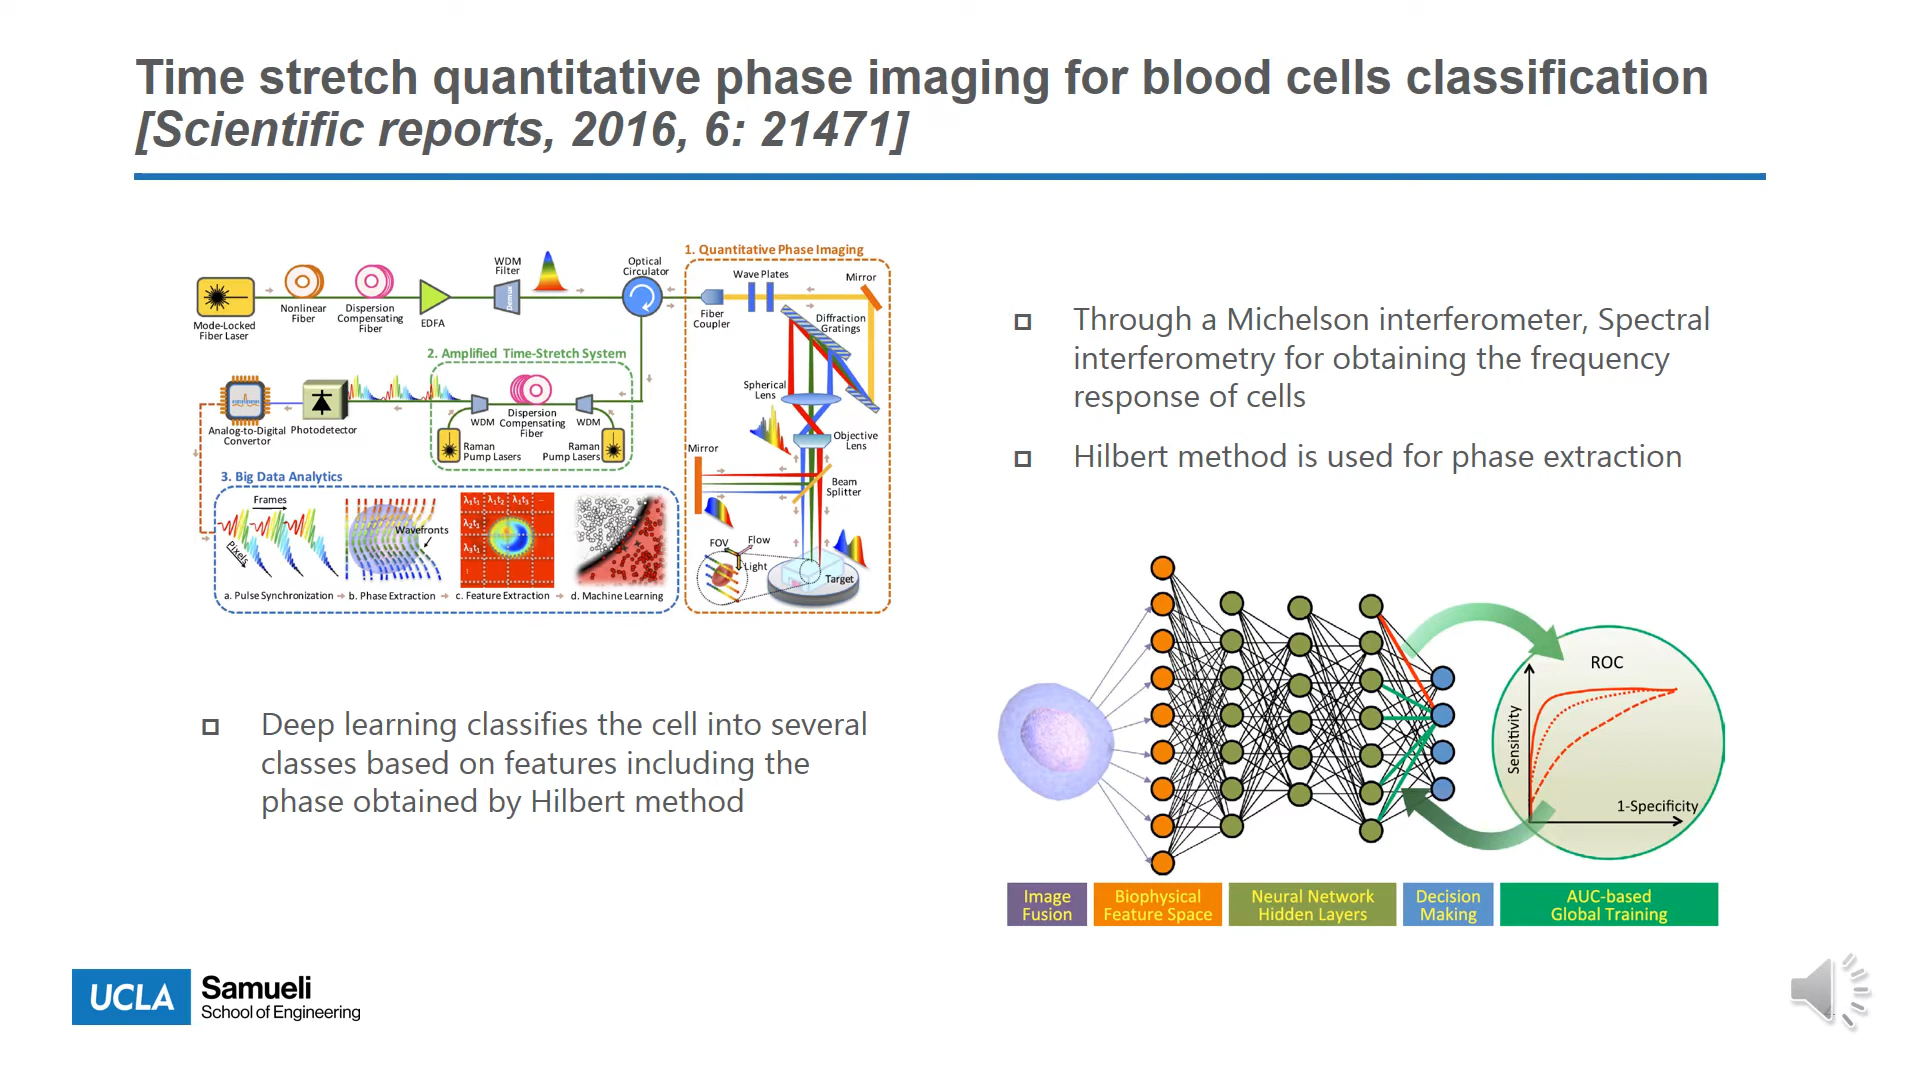 Time stretch quantitative phase imaging for blood cells classification
[Scientific reports, 2016, 6: 21471]
1. Quantitative Phase Imaging
WDM
Filter
Optical
Circulator
Wave Plates
Mirror
Demux
Mode-Locked
Fiber Laser
Nonlinear
Fiber
Dispersion
Compensating
Fiber
EDFA
Fiber
Coupler
Diffraction
Gratings
2. Amplified Time-Stretch System
Spherical
Lens
Analog-to-Digital
Convertor
Photodetector
WDM
Dispersion
Compensating
Fiber
WDM
Raman
Pump Lasers
Raman
Pump Lasers
Objective
Lens
Mirror
Beam
Splitter
3. Big Data Analytics
Frames
Pixels
Wavefronts
λ1t1 λ1t2 λ1t3 ...
λ2t1
λ3t1
FOV
Flow
Light
Target
a. Pulse Synchronization
b. Phase Extraction
c. Feature Extraction
d. Machine Learning
Through a Michelson interferometer, Spectral
interferometry for obtaining the frequency
response of cells
Hilbert method is used for phase extraction
Deep learning classifies the cell into several
classes based on features including the
phase obtained by Hilbert method
ROC
Sensitivity
1-Specificity
Image
Fusion
Biophysical
Feature Space
Neural Network
Hidden Layers
Decision
Making
AUC-based
Global Training
UCLA
Samueli
School of Engineering